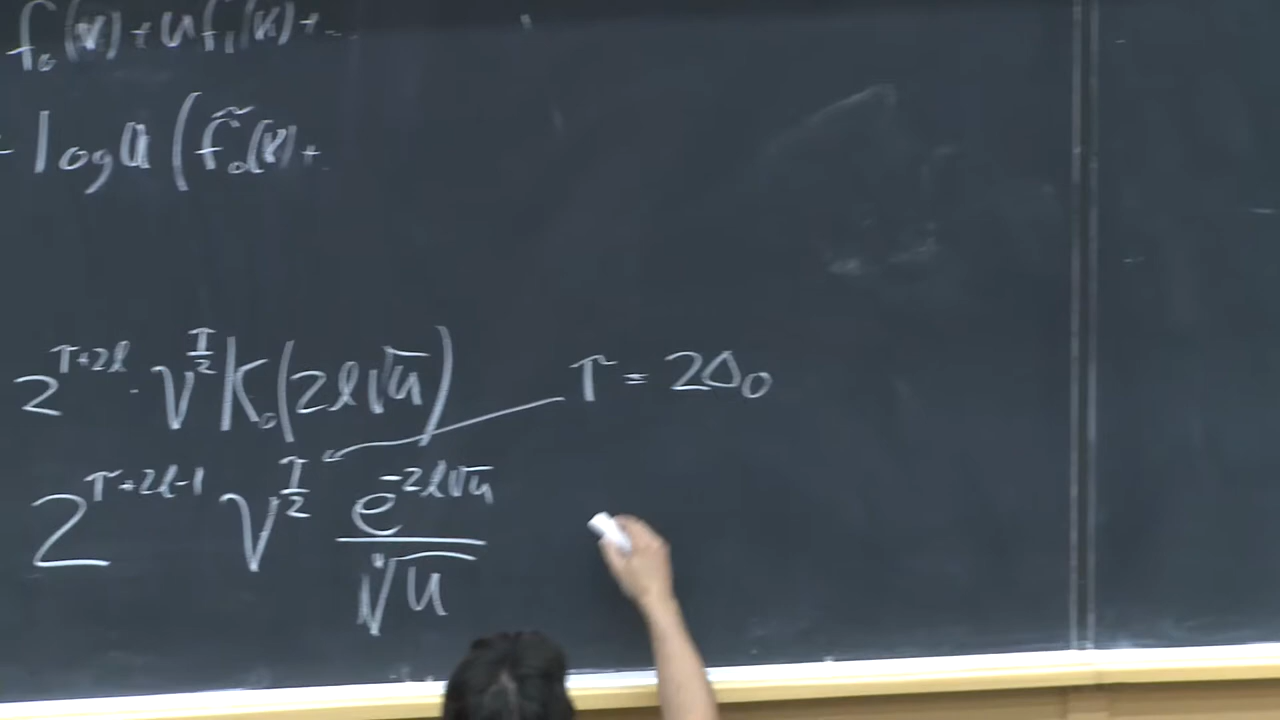 f₀(v) + u f₁(v) + ...
- log u (f̃₀(v) + ...
2^{τ+2ℓ} · v^{τ/2} K₀(2ℓ√u) τ = 2Δ₀
2^{τ+2ℓ-1} v^{τ/2} e^{-2ℓ√u} / ∜u